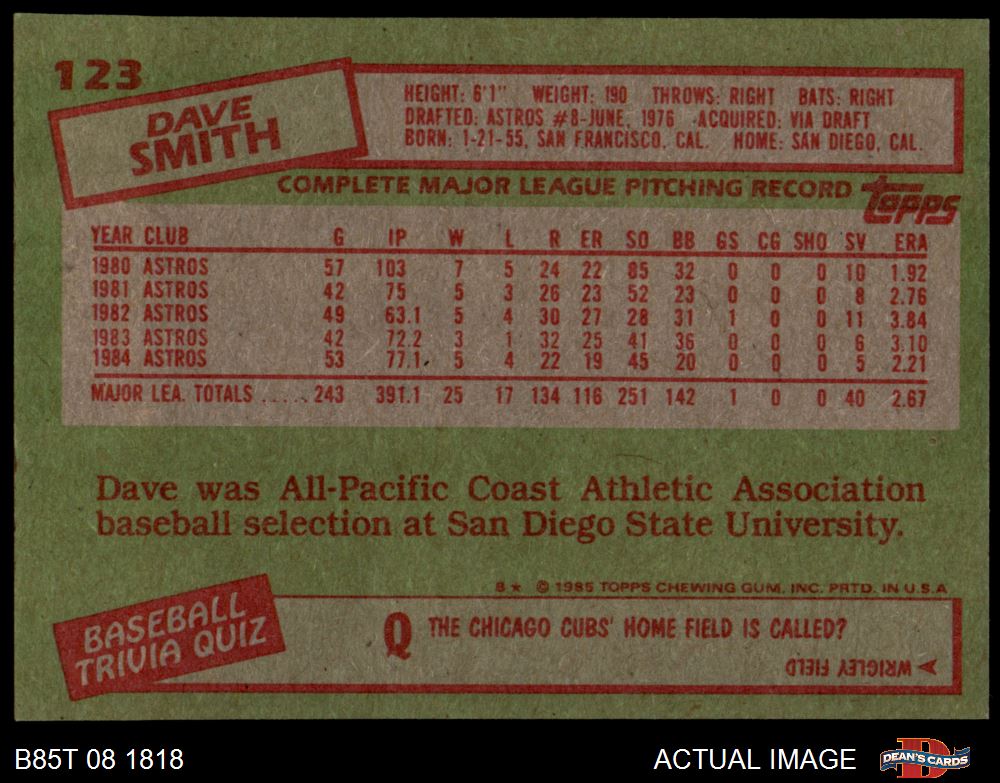 123
DAVE
SMITH
HEIGHT: 6'1" WEIGHT: 190 THROWS: RIGHT BATS: RIGHT
DRAFTED: ASTROS #8-JUNE, 1976 ACQUIRED: VIA DRAFT
BORN: 1-21-55, SAN FRANCISCO, CAL. HOME: SAN DIEGO, CAL.
COMPLETE MAJOR LEAGUE PITCHING RECORD topps
YEAR CLUB G IP W L R ER SO BB GS CG SHO SV ERA
1980 ASTROS 57 103 7 5 24 22 85 32 0 0 0 10 1.92
1981 ASTROS 42 75 5 3 26 23 52 23 0 0 0 8 2.76
1982 ASTROS 49 63.1 5 4 30 27 28 31 1 0 0 11 3.84
1983 ASTROS 42 72.2 3 1 32 25 41 36 0 0 0 6 3.10
1984 ASTROS 53 77.1 5 4 22 19 45 20 0 0 0 5 2.21
MAJOR LEA. TOTALS ..... 243 391.1 25 17 134 116 251 142 1 0 0 40 2.67
Dave was All-Pacific Coast Athletic Association
baseball selection at San Diego State University.
8* © 1985 TOPPS CHEWING GUM, INC. PRTD. IN U.S.A
BASEBALL
TRIVIA QUIZ
Q THE CHICAGO CUBS' HOME FIELD IS CALLED?
WRIGLEY FIELD
B85T 08 1818
ACTUAL IMAGE
D
DEAN'S CARDS